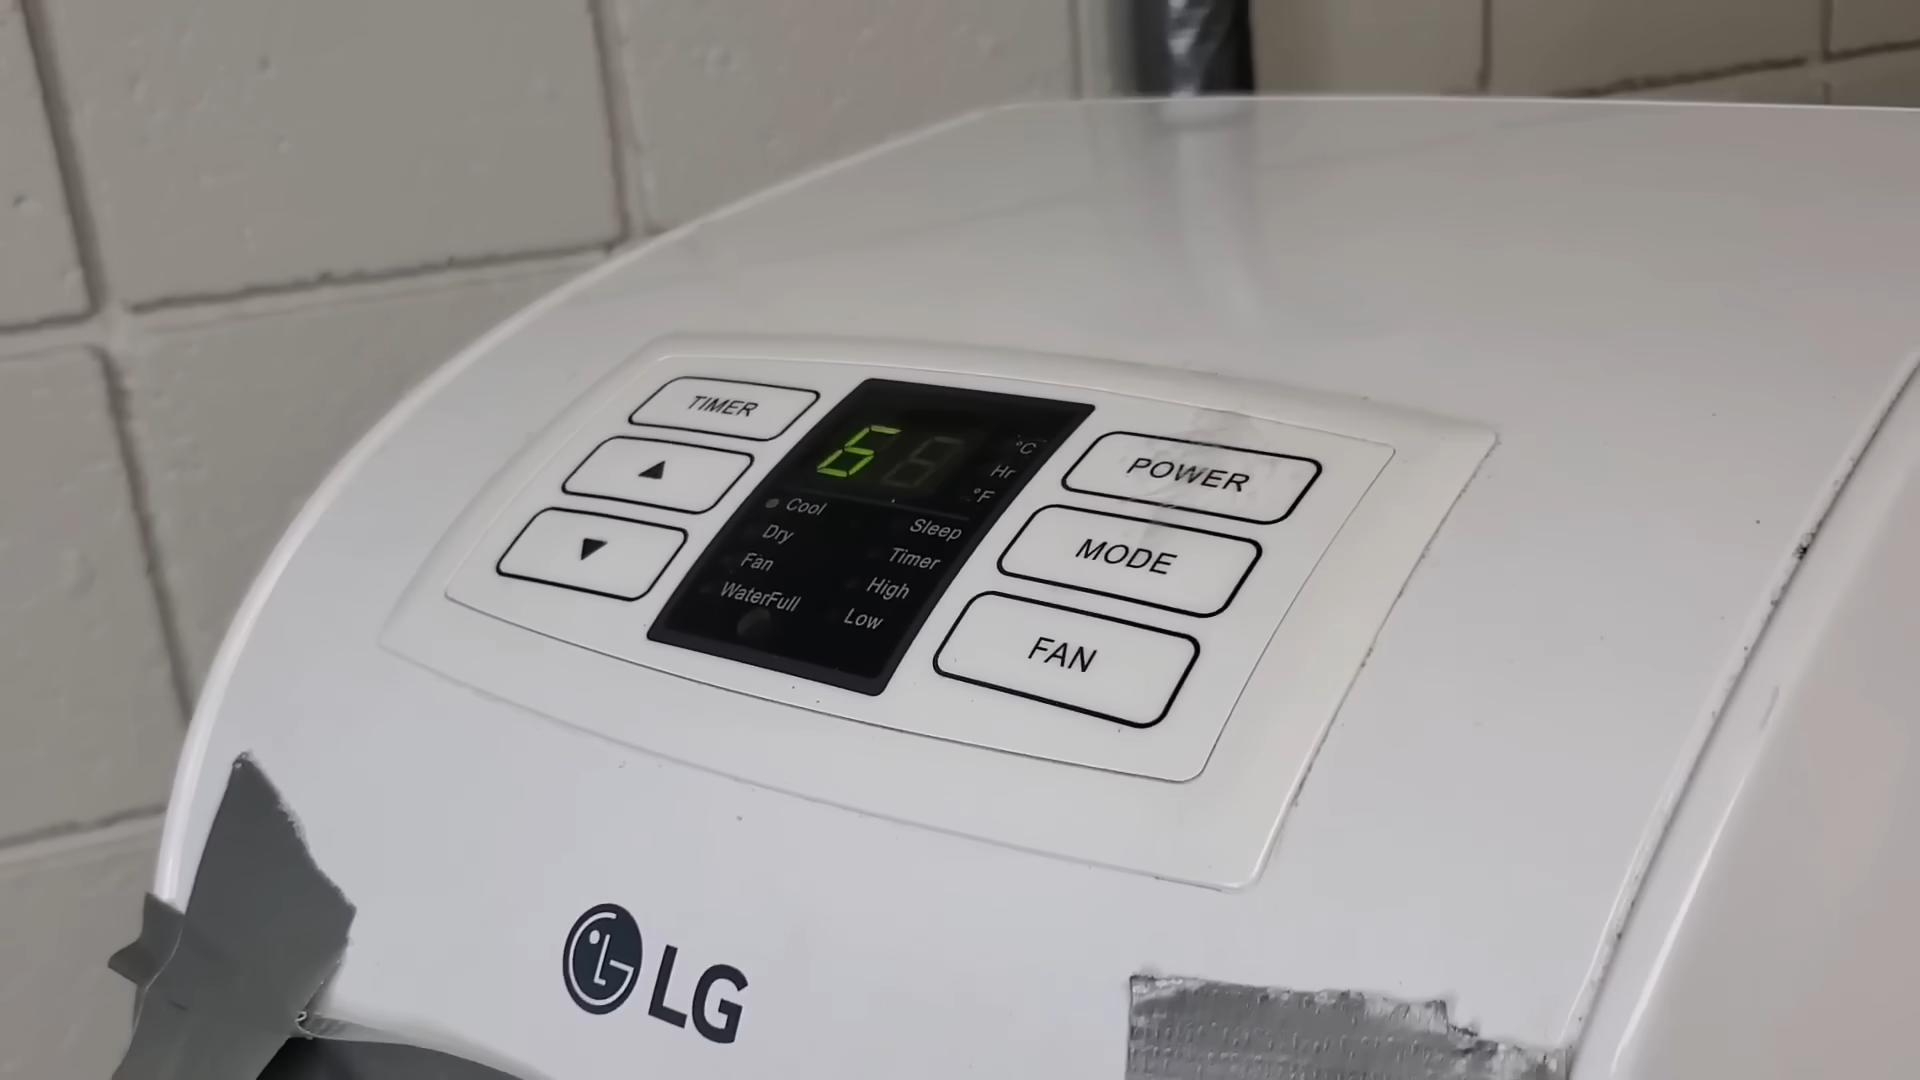 TIMER
▲
▼
6
°C
Hr
°F
Cool
Dry
Fan
WaterFull
Sleep
Timer
High
Low
POWER
MODE
FAN
LG